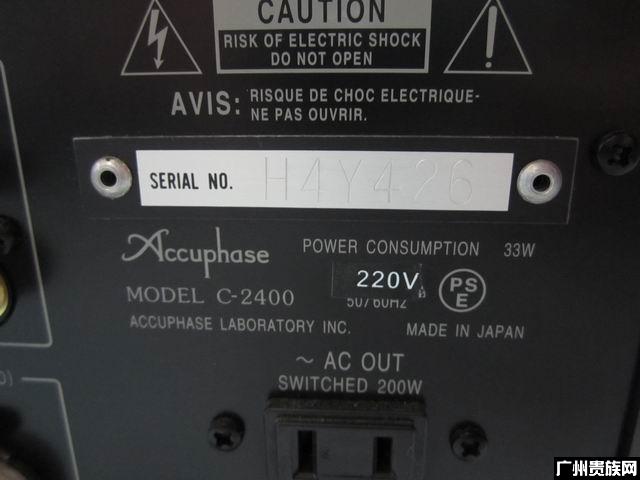 CAUTION
RISK OF ELECTRIC SHOCK
DO NOT OPEN
AVIS: RISQUE DE CHOC ELECTRIQUE-
NE PAS OUVRIR.
SERIAL NO. H4Y426
Accuphase
POWER CONSUMPTION 33W
MODEL C-2400
220V
50/60HZ
PS
E
ACCUPHASE LABORATORY INC.
MADE IN JAPAN
~ AC OUT
SWITCHED 200W
广州贵族网